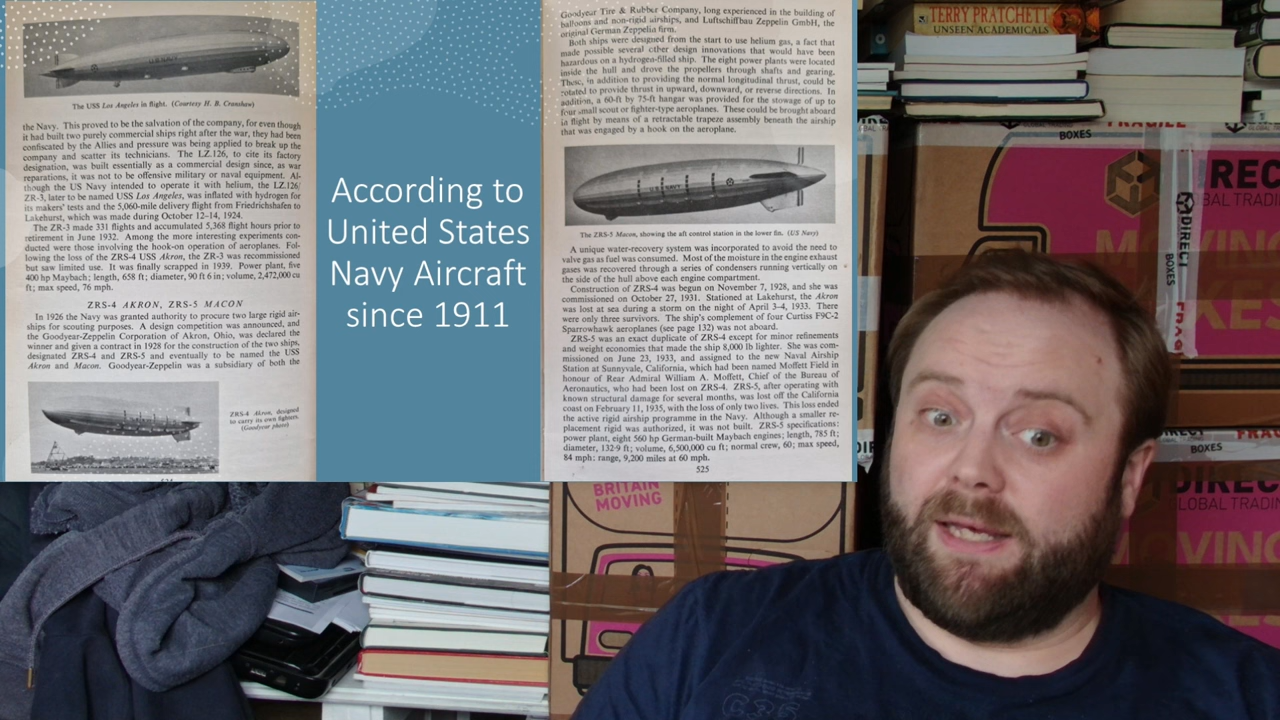 The USS Los Angeles in flight. (Courtesy H. B. Cranshaw)
the Navy. This proved to be the salvation of the company, for even though
it had built two purely commercial ships right after the war, they had been
confiscated by the Allies and pressure was being applied to break up the
company and scatter its technicians. The LZ.126, to cite its factory
designation, was built essentially as a commercial design since, as war
reparations, it was not to be offensive military or naval equipment. Al-
though the US Navy intended to operate it with helium, the LZ.126/
ZR-3, later to be named USS Los Angeles, was inflated with hydrogen for
its makers' tests and the 5,060-mile delivery flight from Friedrichshafen to
Lakehurst, which was made during October 12–14, 1924.
The ZR-3 made 331 flights and accumulated 5,368 flight hours prior to
retirement in June 1932. Among the more interesting experiments con-
ducted were those involving the hook-on operation of aeroplanes. Fol-
lowing the loss of the ZRS-4 USS Akron, the ZR-3 was recommissioned
but saw limited use. It was finally scrapped in 1939. Power plant, five
400 hp Maybach; length, 658 ft; diameter, 90 ft 6 in; volume, 2,472,000 cu
ft; max speed, 76 mph.
ZRS-4 AKRON, ZRS-5 MACON
In 1926 the Navy was granted authority to procure two large rigid air-
ships for scouting purposes. A design competition was announced, and
the Goodyear-Zeppelin Corporation of Akron, Ohio, was declared the
winner and given a contract in 1928 for the construction of the two ships,
designated ZRS-4 and ZRS-5 and eventually to be named the USS
Akron and Macon. Goodyear-Zeppelin was a subsidiary of both the
ZRS-4 Akron, designed
to carry its own fighters.
(Goodyear photo)
According to
United States
Navy Aircraft
since 1911
Goodyear Tire & Rubber Company, long experienced in the building of
balloons and non-rigid airships, and Luftschiffbau Zeppelin GmbH, the
original German Zeppelin firm.
Both ships were designed from the start to use helium gas, a fact that
made possible several other design innovations that would have been
hazardous on a hydrogen-filled ship. The eight power plants were located
inside the hull and drove the propellers through shafts and gearing.
These, in addition to providing the normal longitudinal thrust, could be
rotated to provide thrust in upward, downward, or reverse directions. In
addition, a 60-ft by 75-ft hangar was provided for the stowage of up to
four small scout or fighter-type aeroplanes. These could be brought aboard
in flight by means of a retractable trapeze assembly beneath the airship
that was engaged by a hook on the aeroplane.
The ZRS-5 Macon, showing the aft control station in the lower fin. (US Navy)
A unique water-recovery system was incorporated to avoid the need to
valve gas as fuel was consumed. Most of the moisture in the engine exhaust
gases was recovered through a series of condensers running vertically on
the side of the hull above each engine compartment.
Construction of ZRS-4 was begun on November 7, 1928, and she was
commissioned on October 27, 1931. Stationed at Lakehurst, the Akron
was lost at sea during a storm on the night of April 3–4, 1933. There
were only three survivors. The ship's complement of four Curtiss F9C-2
Sparrowhawk aeroplanes (see page 132) was not aboard.
ZRS-5 was an exact duplicate of ZRS-4 except for minor refinements
and weight economies that made the ship 8,000 lb lighter. She was com-
missioned on June 23, 1933, and assigned to the new Naval Airship
Station at Sunnyvale, California, which had been named Moffett Field in
honour of Rear Admiral William A. Moffett, Chief of the Bureau of
Aeronautics, who had been lost on ZRS-4. ZRS-5, after operating with
known structural damage for several months, was lost off the California
coast on February 11, 1935, with the loss of only two lives. This loss ended
the active rigid airship programme in the Navy. Although a smaller re-
placement rigid was authorized, it was not built. ZRS-5 specifications:
power plant, eight 560 hp German-built Maybach engines; length, 785 ft;
diameter, 132·9 ft; volume, 6,500,000 cu ft; normal crew, 60; max speed,
84 mph; range, 9,200 miles at 60 mph.
525
TERRY PRATCHETT
UNSEEN ACADEMICALS
FRAGILE
BOXES
DIREC
GLOBAL TRADI
MOVING
DIRECT
BOXES
MOVING
BRITAIN
MOVING